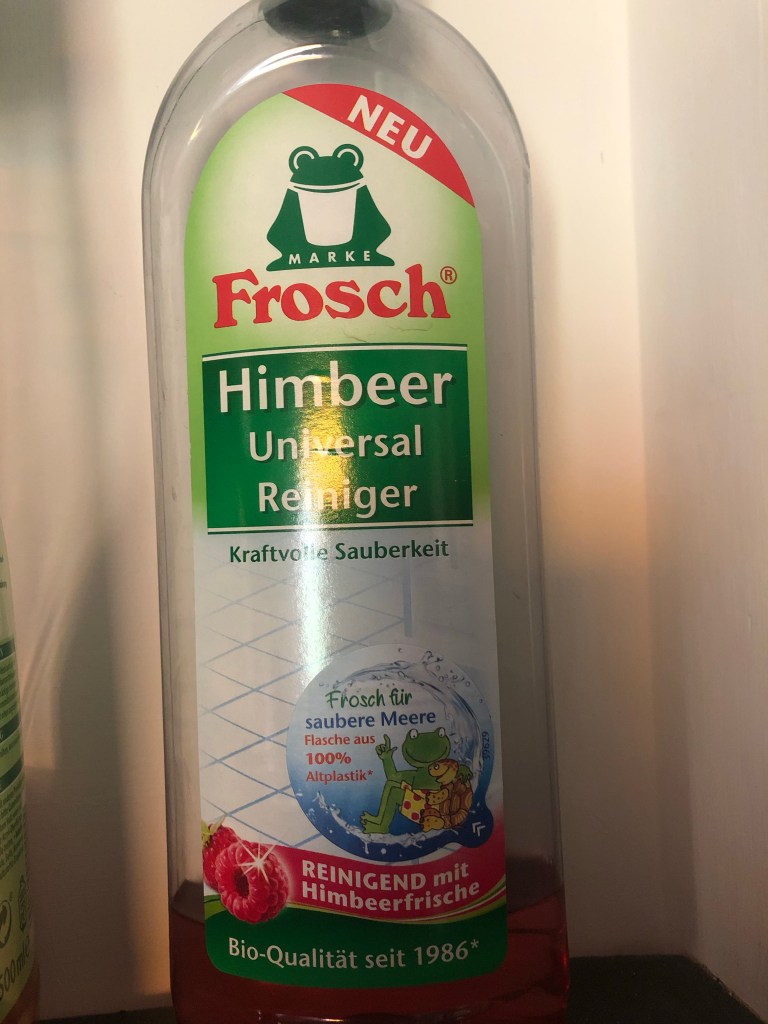 NEU
MARKE
Frosch®
Himbeer
Universal
Reiniger
Kraftvolle Sauberkeit
Frosch für
saubere Meere
Flasche aus
100%
Altplastik*
REINIGEND mit
Himbeerfrische
Bio-Qualität seit 1986*